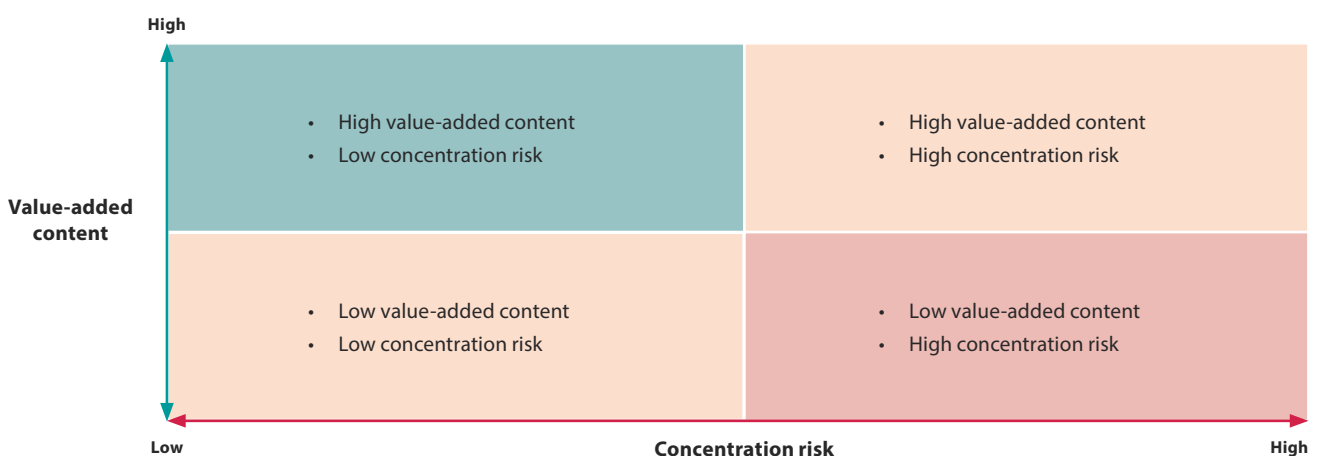 High
• High value-added content
• Low concentration risk
• High value-added content
• High concentration risk
Value-added
content
• Low value-added content
• Low concentration risk
• Low value-added content
• High concentration risk
Low
Concentration risk
High